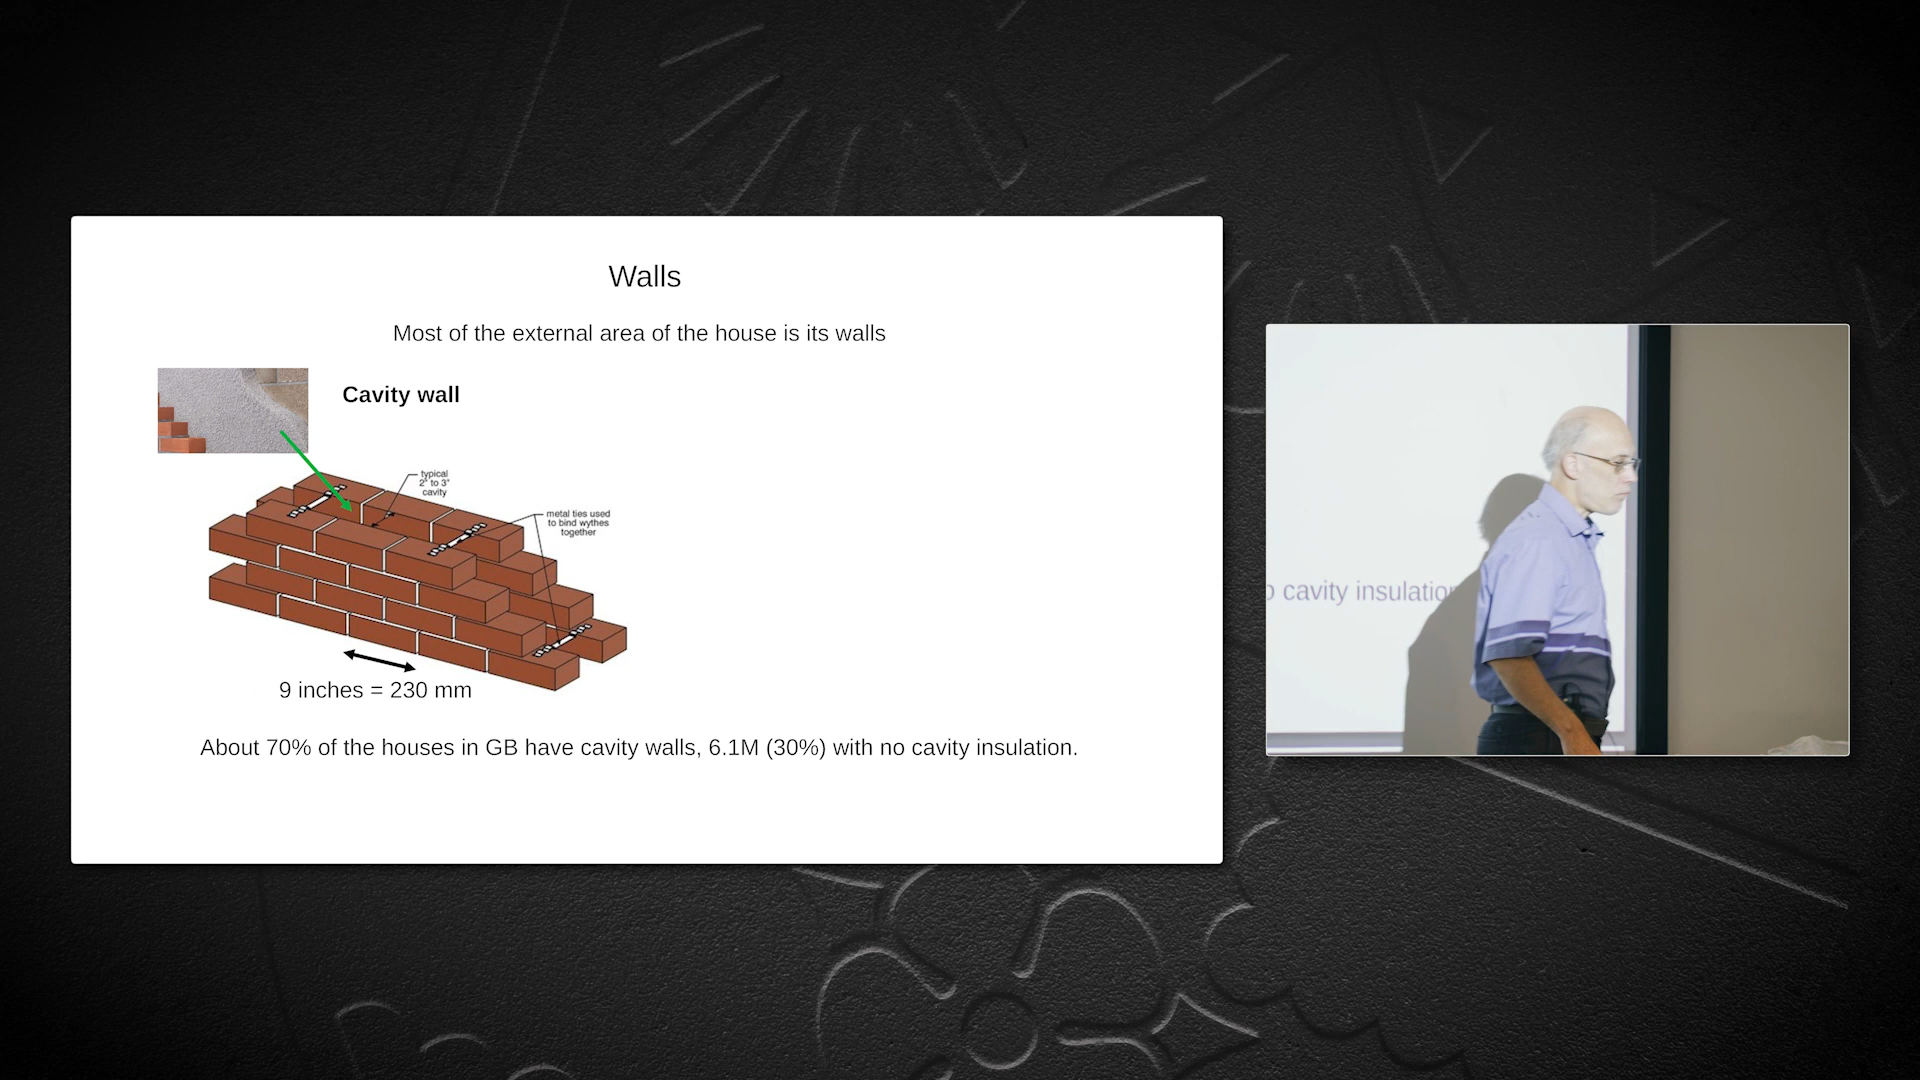 Walls
Most of the external area of the house is its walls
Cavity wall
typical
2" to 3"
cavity
metal ties used
to bind wythes
together
9 inches = 230 mm
About 70% of the houses in GB have cavity walls, 6.1M (30%) with no cavity insulation.
cavity insulation